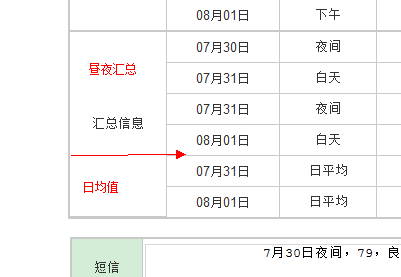 08月01日 下午
07月30日 夜间
昼夜汇总
07月31日 白天
07月31日 夜间
汇总信息
08月01日 白天
07月31日 日平均
日均值
08月01日 日平均
7月30日夜间，79，良
短信